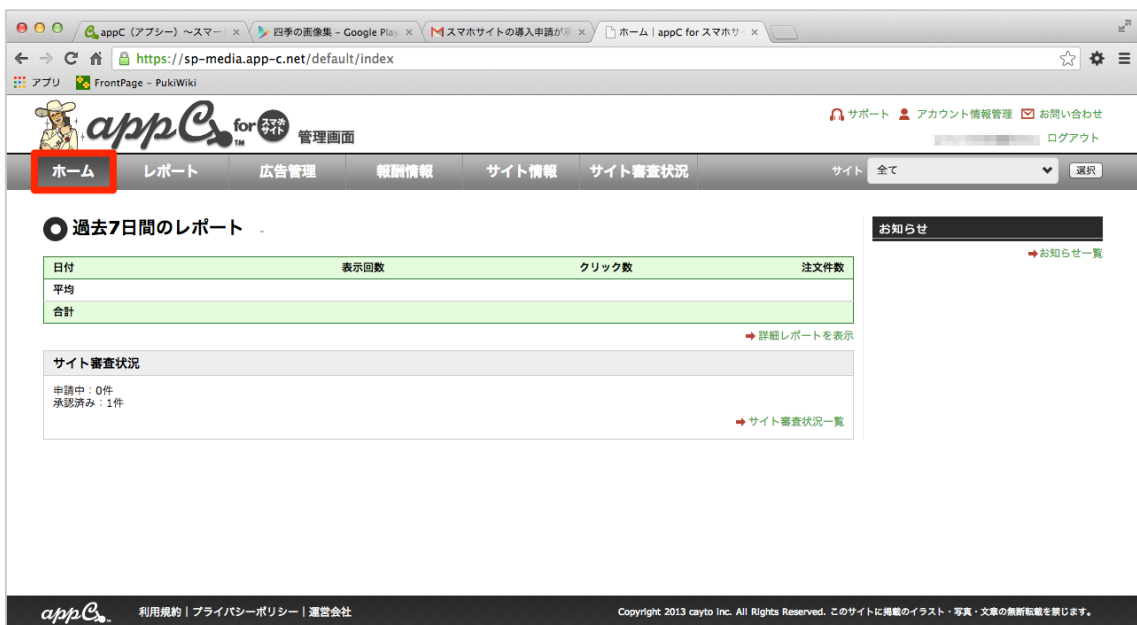 appC（アプシー）～スマート
四季の画像集 – Google Play
スマホサイトの導入申請が承
ホーム | appC for スマホサ
https://sp-media.app-c.net/default/index
アプリ FrontPage – PukiWiki
appC for スマホサイト TM 管理画面
サポート アカウント情報管理 お問い合わせ
ログアウト
ホーム レポート 広告管理 報酬情報 サイト情報 サイト審査状況 サイト 全て 選択
過去7日間のレポート -
お知らせ
お知らせ一覧
日付 表示回数 クリック数 注文件数
平均
合計
詳細レポートを表示
サイト審査状況
申請中：0件
承認済み：1件
サイト審査状況一覧
appC 利用規約 | プライバシーポリシー | 運営会社
Copyright 2013 cayto Inc. All Rights Reserved. このサイトに掲載のイラスト・写真・文章の無断転載を禁じます。